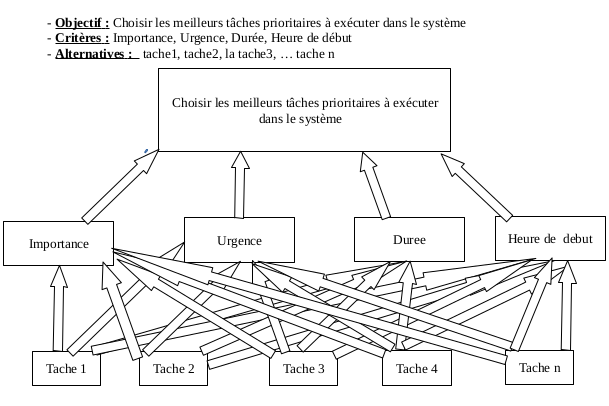 - Objectif : Choisir les meilleurs tâches prioritaires à exécuter dans le système
- Critères : Importance, Urgence, Durée, Heure de début
- Alternatives : tache1, tache2, la tache3, … tache n
Choisir les meilleurs tâches prioritaires à exécuter
dans le système
Importance
Urgence
Duree
Heure de debut
Tache 1
Tache 2
Tache 3
Tache 4
Tache n